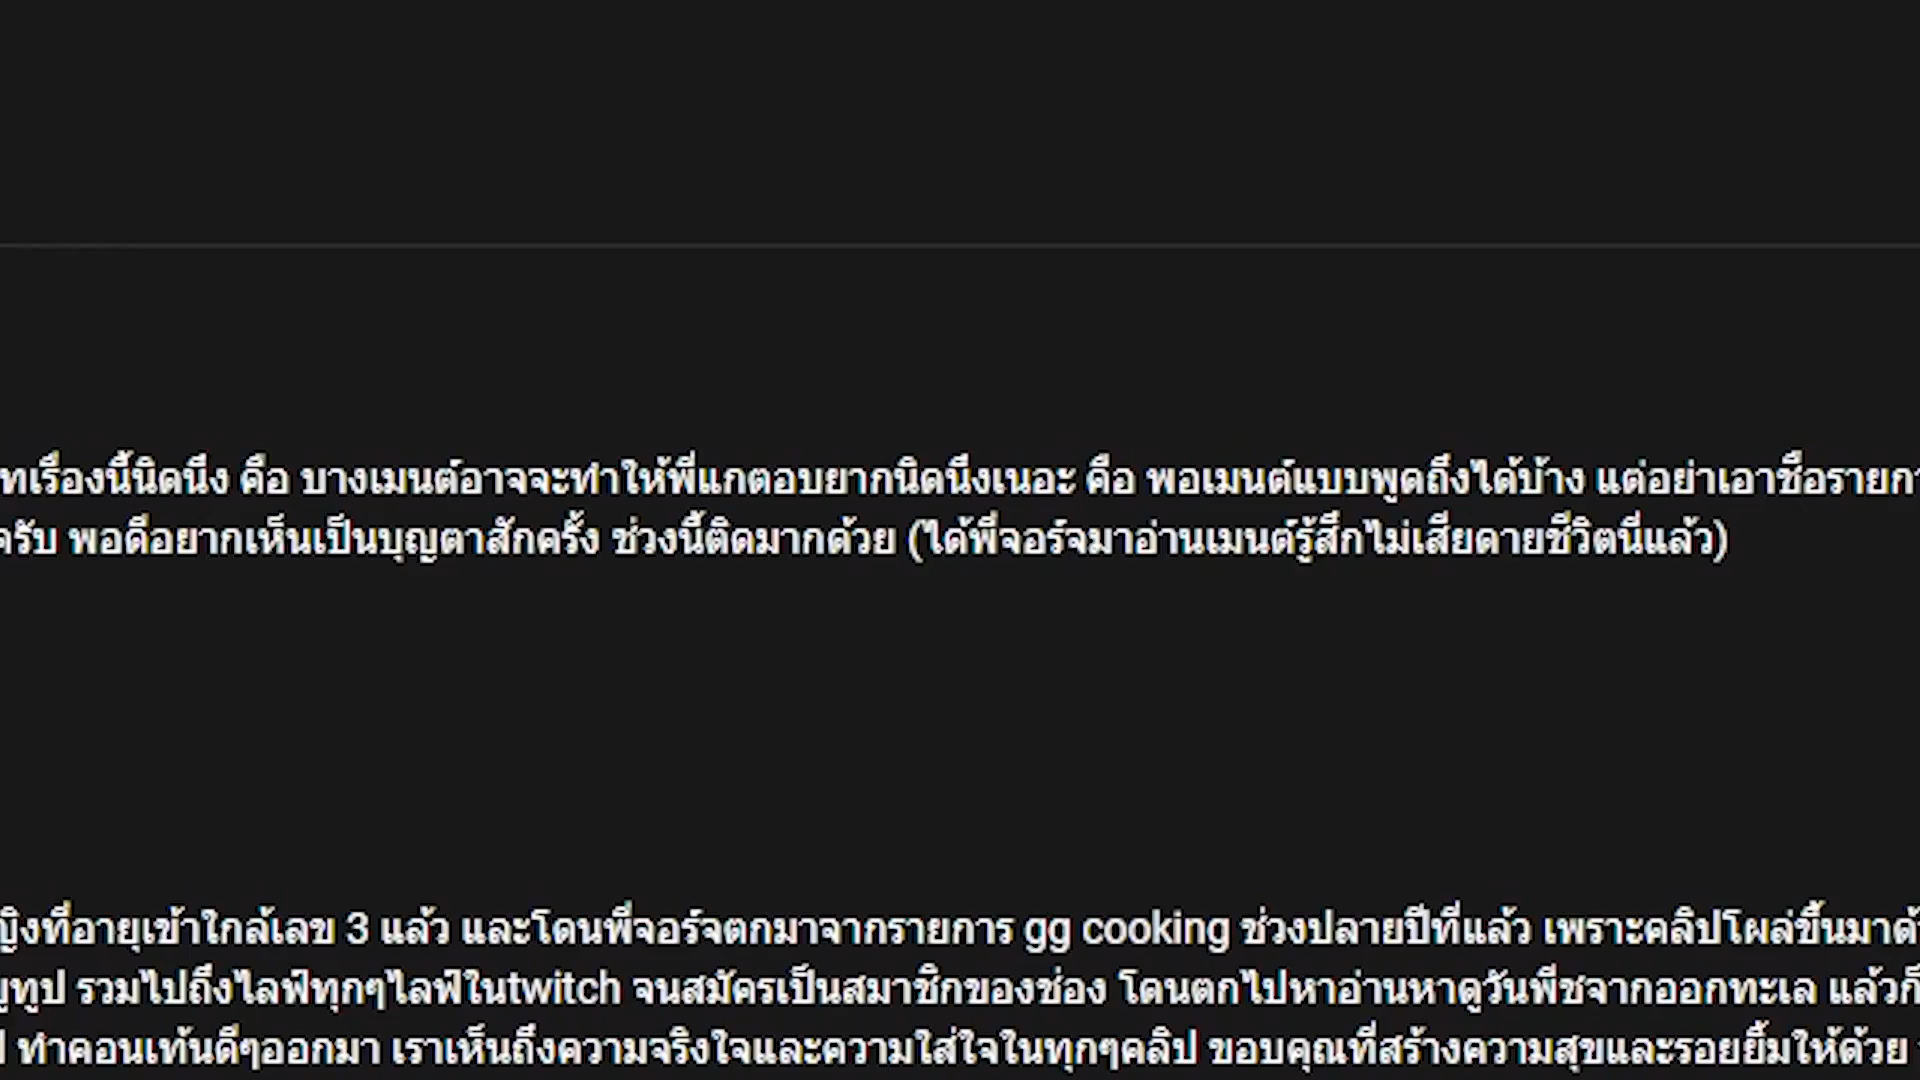 ทเรื่องนี้นิดนึ่ง คือ บางเมนต์อาจจะทำให้พี่แกตอบยากนิดนึ่งเนอะ คือ พอเมนต์แบบพูดถึงได้บ้าง แต่อย่าเอาชื่อรายกา
ครับ พอดีอยากเห็นเป็นบุญตาสักครั้ง ช่วงนี้ติดมากด้วย (ได้พี่จอร์จมาอ่านเมนต์รู้สึกไม่เสียดายชีวิตนี่แล้ว)
ญิงที่อายุเข้าใกล้เลข 3 แล้ว และโดนพี่จอร์จตกมาจากรายการ gg cooking ช่วงปลายปีที่แล้ว เพราะคลิปโผล่ขึ้นมาด้
ยูทูป รวมไปถึงไลฟ์ทุกๆไลฟ์ในtwitch จนสมัครเป็นสมาชิกของช่อง โดนตกไปหาอ่านหาดูวันพีชจากออกทะเล แล้วก็
ทำคอนเท้นดีๆออกมา เราเห็นถึงความจริงใจและความใส่ใจในทุกๆคลิป ขอบคุณที่สร้างความสุขและรอยยิ้มให้ด้วย